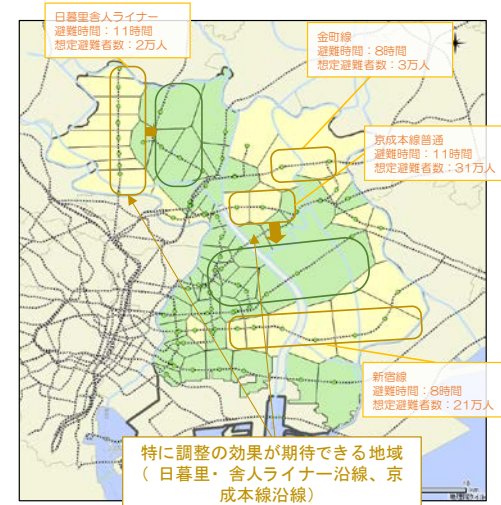 日暮里舎人ライナー
避難時間：11時間
想定避難者数：2万人
金町線
避難時間：8時間
想定避難者数：3万人
京成本線普通
避難時間：11時間
想定避難者数：31万人
新宿線
避難時間：8時間
想定避難者数：21万人
特に調整の効果が期待できる地域
（ 日暮里・ 舎人ライナー沿線、京
成本線沿線）